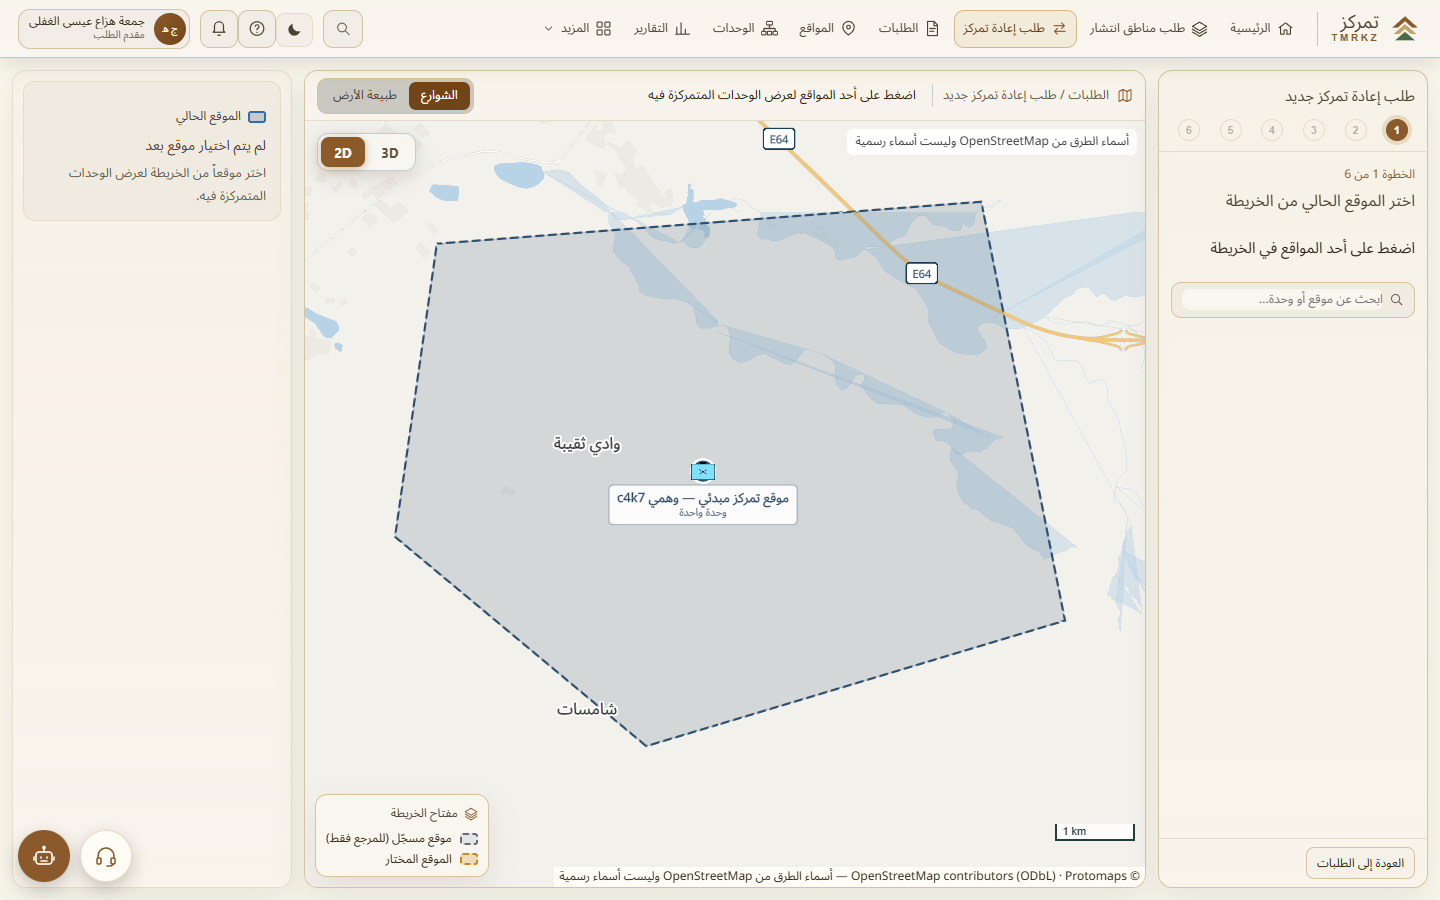 تمركز
TMRKZ
الرئيسية
طلب مناطق انتشار
طلب إعادة تمركز
الطلبات
المواقع
الوحدات
التقارير
المزيد
ج ه
جمعة هزاع عيسى الغفلى
مقدم الطلب
طلب إعادة تمركز جديد
1
2
3
4
5
6
الخطوة 1 من 6
اختر الموقع الحالي من الخريطة
اضغط على أحد المواقع في الخريطة
ابحث عن موقع أو وحدة...
العودة إلى الطلبات
الطلبات / طلب إعادة تمركز جديد
اضغط على أحد المواقع لعرض الوحدات المتمركزة فيه
الشوارع
طبيعة الأرض
أسماء الطرق من OpenStreetMap وليست أسماء رسمية
2D
3D
E64
E64
وادي ثقيبة
موقع تمركز مبدئي — وهمي c4k7
وحدة واحدة
شامسات
مفتاح الخريطة
موقع مسجّل (للمرجع فقط)
الموقع المختار
1 km
© OpenStreetMap contributors (ODbL) · Protomaps — أسماء الطرق من OpenStreetMap وليست أسماء رسمية
الموقع الحالي
لم يتم اختيار موقع بعد
اختر موقعاً من الخريطة لعرض الوحدات
المتمركزة فيه.